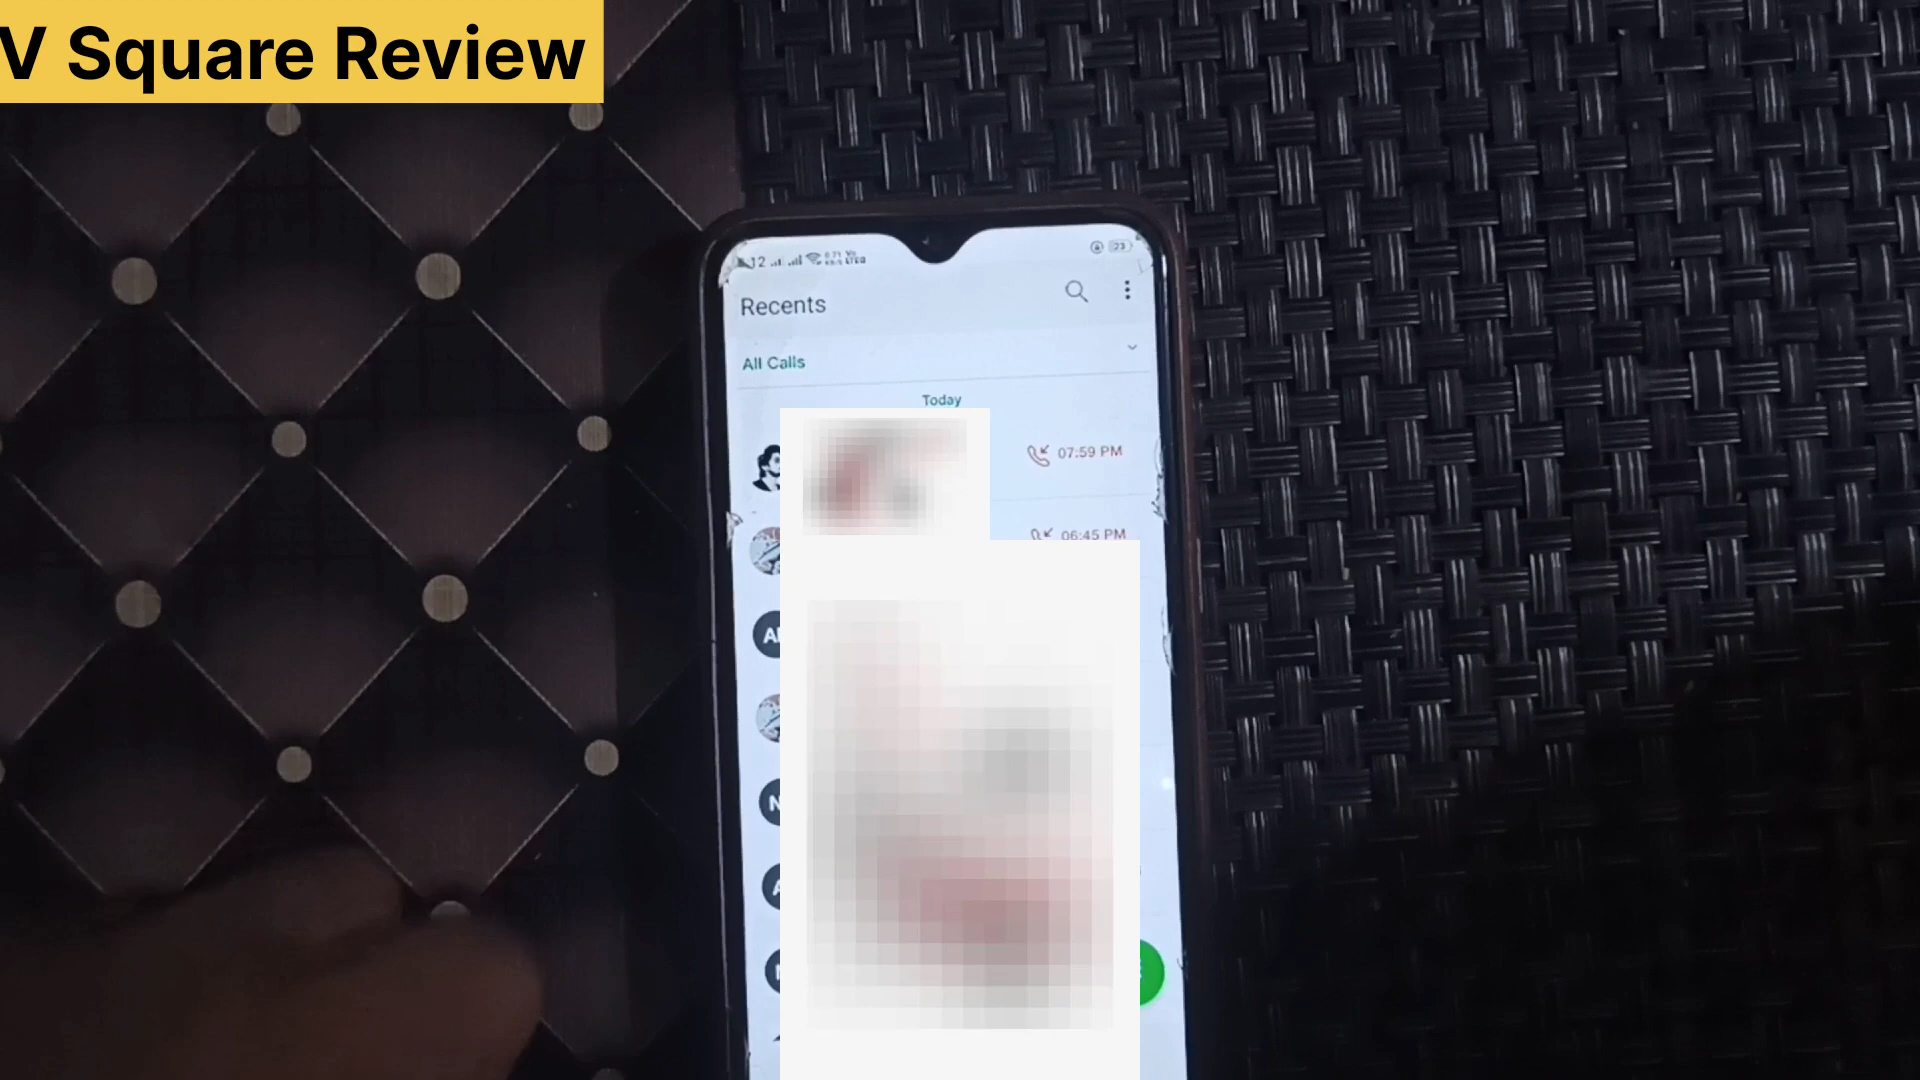 V Square Review
Recents
All Calls
Today
07:59 PM
06:45 PM